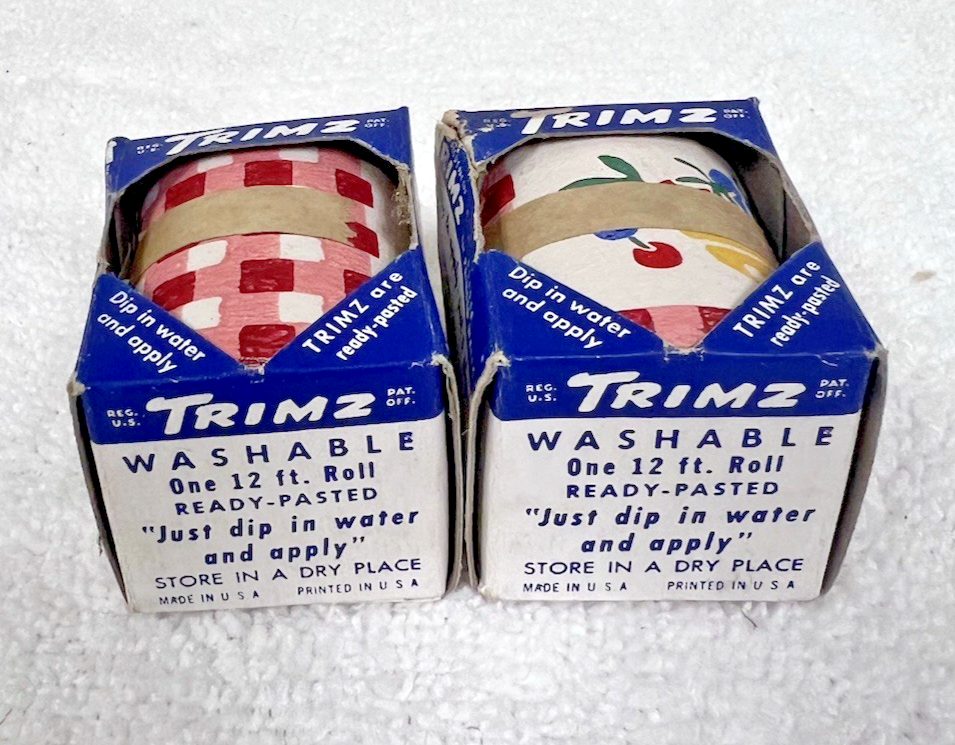 REG. U.S. TRIMZ PAT. OFF.
Dip in water
and apply
TRIMZ are
ready-pasted
REG. U.S. TRIMZ PAT. OFF.
WASHABLE
One 12 ft. Roll
READY-PASTED
"Just dip in water
and apply"
STORE IN A DRY PLACE
MADE IN U S A PRINTED IN U S A
REG. U.S. TRIMZ PAT. OFF.
Dip in water
and apply
TRIMZ are
ready-pasted
REG. U.S. TRIMZ PAT. OFF.
WASHABLE
One 12 ft. Roll
READY-PASTED
"Just dip in water
and apply"
STORE IN A DRY PLACE
MADE IN U S A PRINTED IN U S A